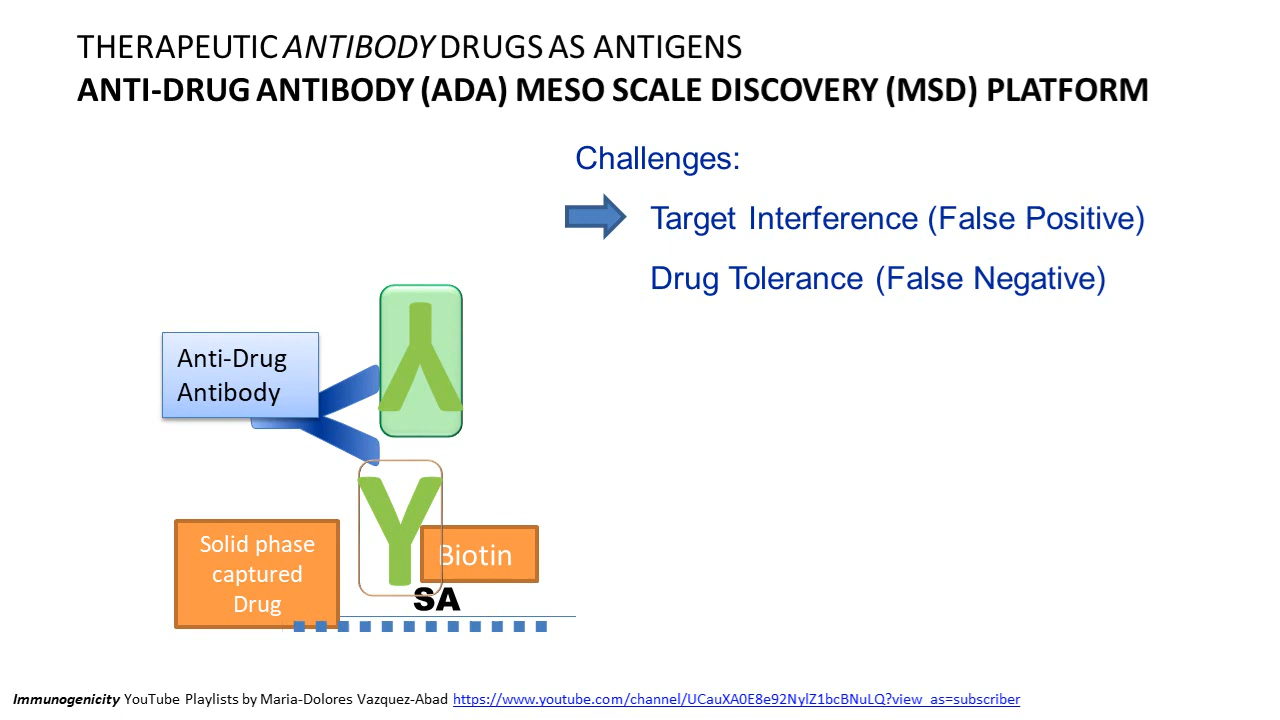 THERAPEUTIC ANTIBODY DRUGS AS ANTIGENS
ANTI-DRUG ANTIBODY (ADA) MESO SCALE DISCOVERY (MSD) PLATFORM
Challenges:
Target Interference (False Positive)
Drug Tolerance (False Negative)
Anti-Drug
Antibody
Solid phase
captured
Drug
Biotin
SA
Immunogenicity YouTube Playlists by Maria-Dolores Vazquez-Abad https://www.youtube.com/channel/UCauXA0E8e92NylZ1bcBNuLQ?view_as=subscriber